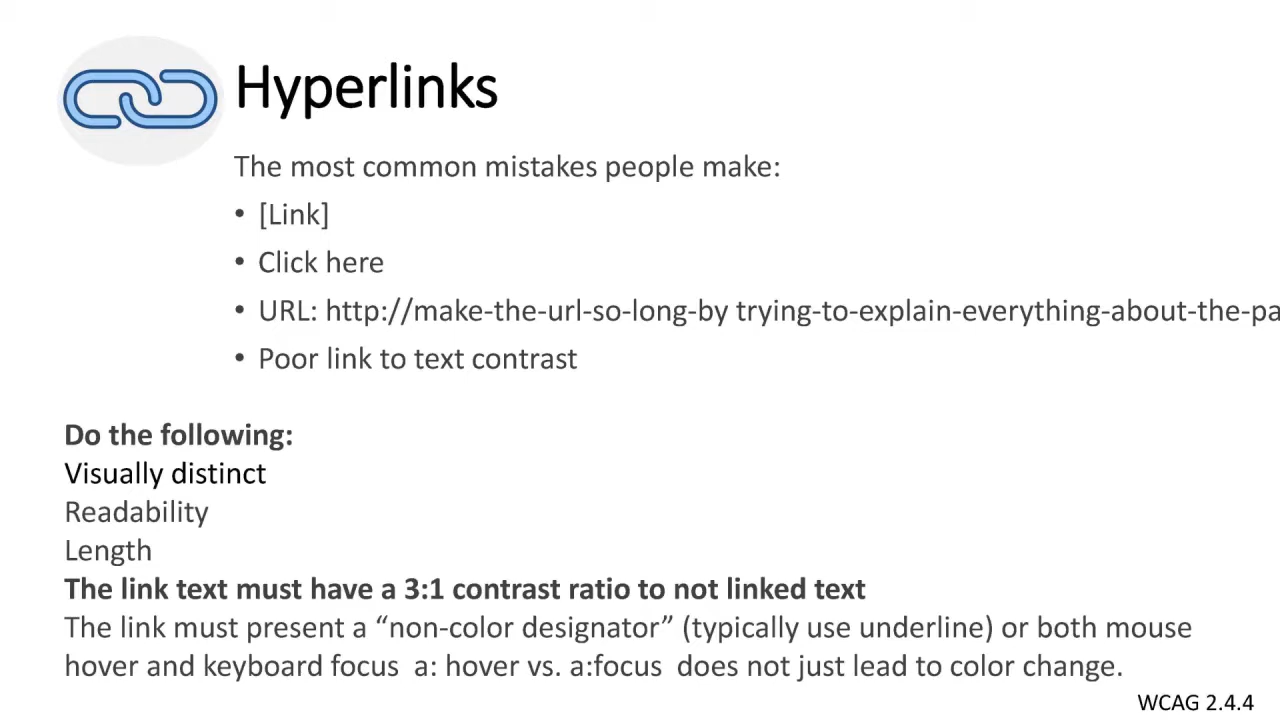 Hyperlinks
The most common mistakes people make:
• [Link]
• Click here
• URL: http://make-the-url-so-long-by trying-to-explain-everything-about-the-pa
• Poor link to text contrast
Do the following:
Visually distinct
Readability
Length
The link text must have a 3:1 contrast ratio to not linked text
The link must present a “non-color designator” (typically use underline) or both mouse
hover and keyboard focus  a: hover vs. a:focus  does not just lead to color change.
WCAG 2.4.4